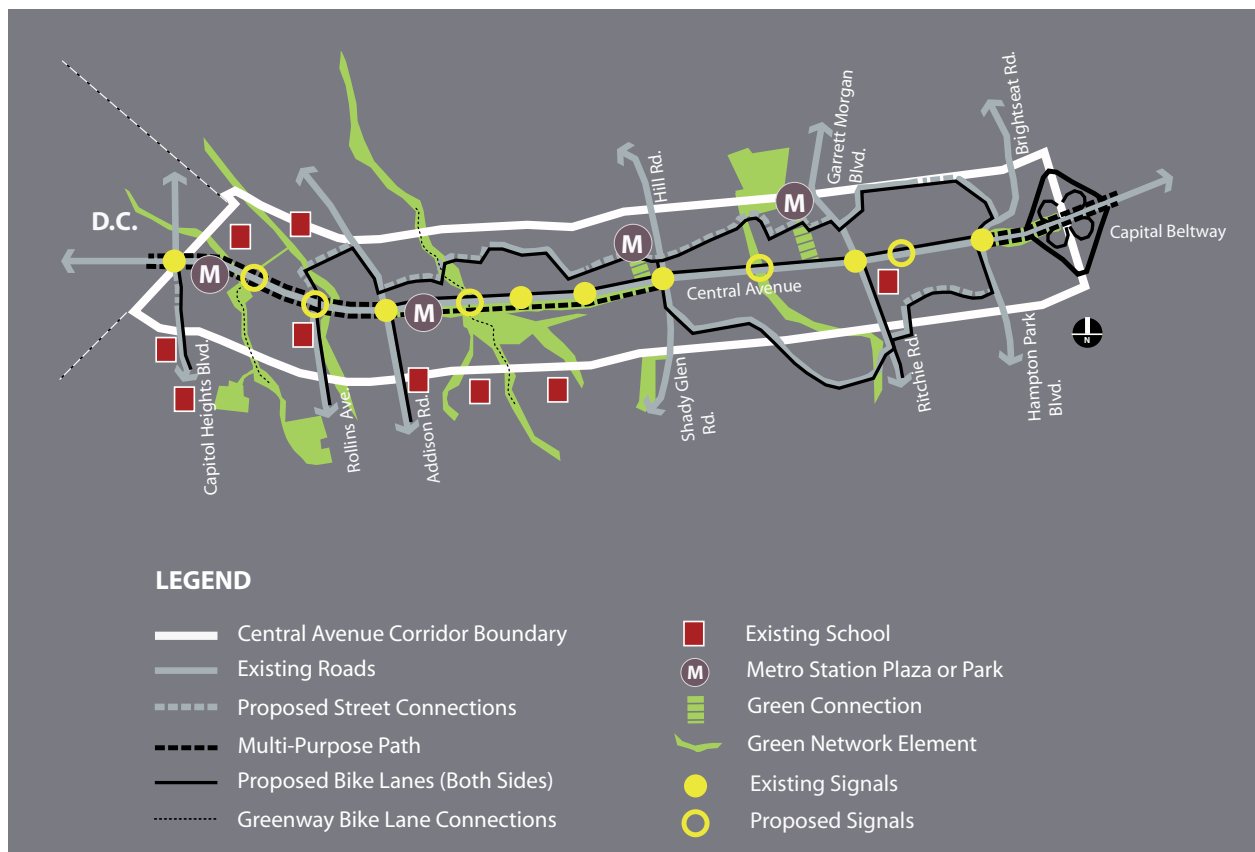 Brightseat Rd.
Garrett Morgan
Blvd.
Hill Rd.
M
D.C.
M
Capital Beltway
M
Central Avenue
M
N
Capitol Heights Blvd.
Rollins Ave.
Addison Rd.
Shady Glen
Rd.
Ritchie Rd.
Hampton Park
Blvd.
LEGEND
Central Avenue Corridor Boundary
Existing Roads
Proposed Street Connections
Multi-Purpose Path
Proposed Bike Lanes (Both Sides)
Greenway Bike Lane Connections
Existing School
M
Metro Station Plaza or Park
Green Connection
Green Network Element
Existing Signals
Proposed Signals